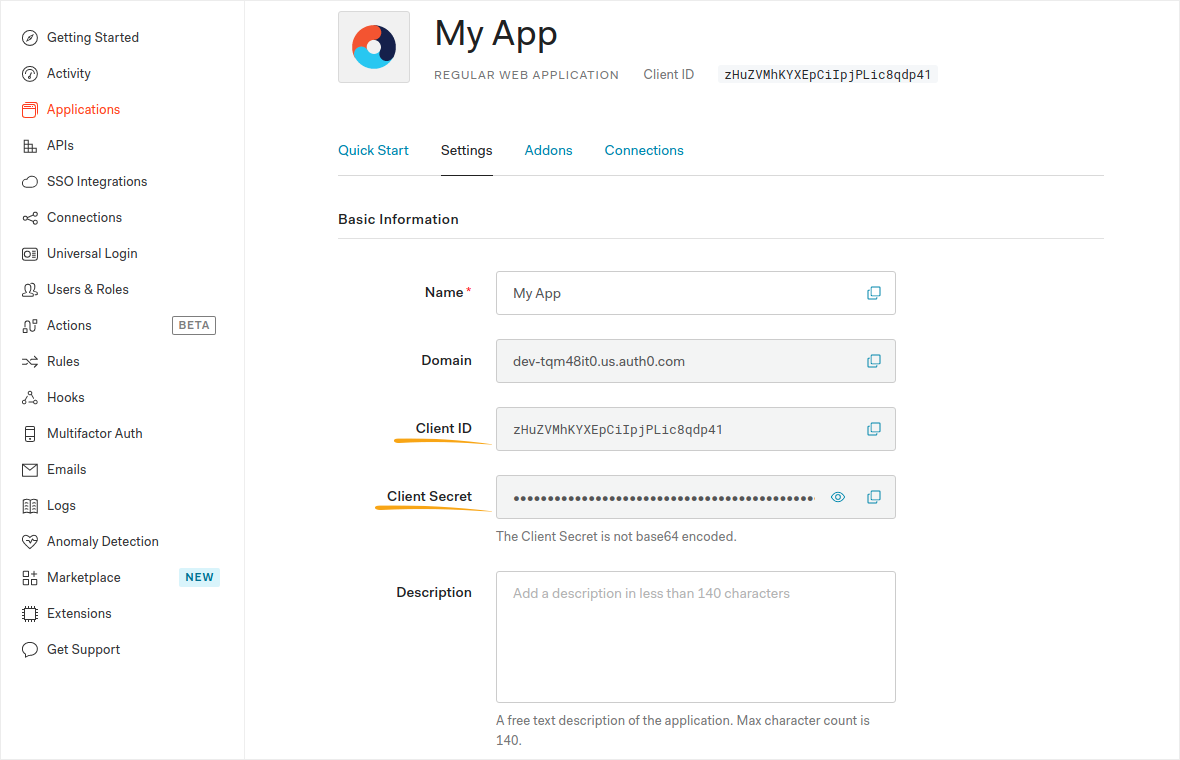 Getting Started
Activity
Applications
APIs
SSO Integrations
Connections
Universal Login
Users & Roles
Actions BETA
Rules
Hooks
Multifactor Auth
Emails
Logs
Anomaly Detection
Marketplace NEW
Extensions
Get Support
My App
REGULAR WEB APPLICATION Client ID zHuZVMhKYXEpCiIpjPLic8qdp41
Quick Start Settings Addons Connections
Basic Information
Name* My App
Domain dev-tqm48it0.us.auth0.com
Client ID zHuZVMhKYXEpCiIpjPLic8qdp41
Client Secret
The Client Secret is not base64 encoded.
Description Add a description in less than 140 characters
A free text description of the application. Max character count is
140.